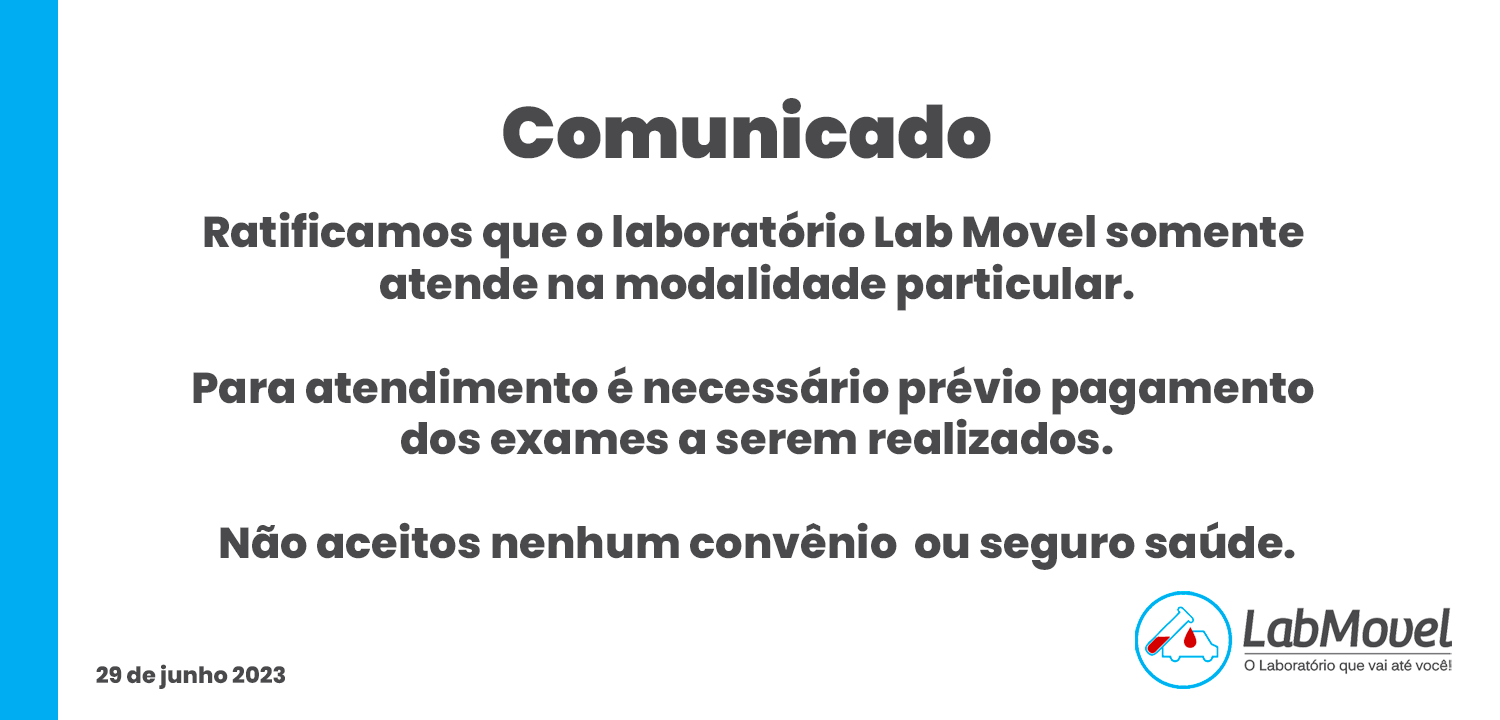 Comunicado
Ratificamos que o laboratório Lab Movel somente
atende na modalidade particular.
Para atendimento é necessário prévio pagamento
dos exames a serem realizados.
Não aceitos nenhum convênio  ou seguro saúde.
LabMovel
O Laboratório que vai até você!
29 de junho 2023